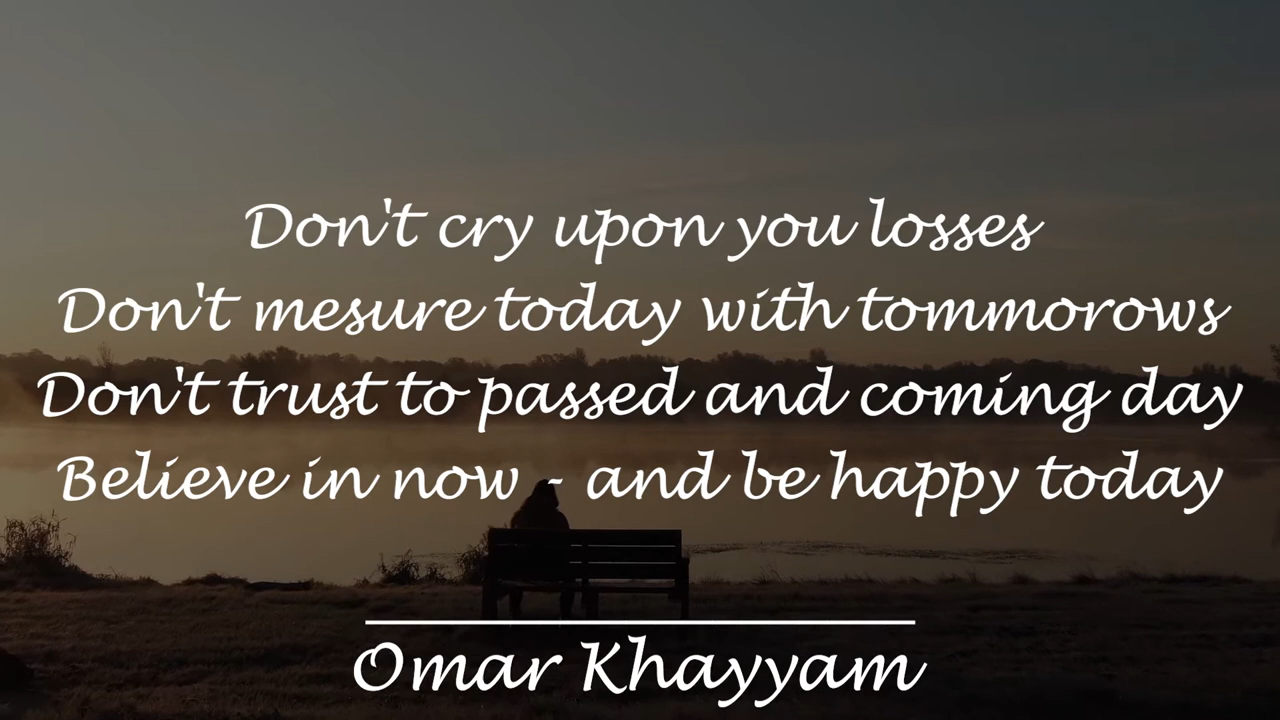 Don't cry upon you losses
Don't mesure today with tommorows
Don't trust to passed and coming day
Believe in now - and be happy today
Omar Khayyam